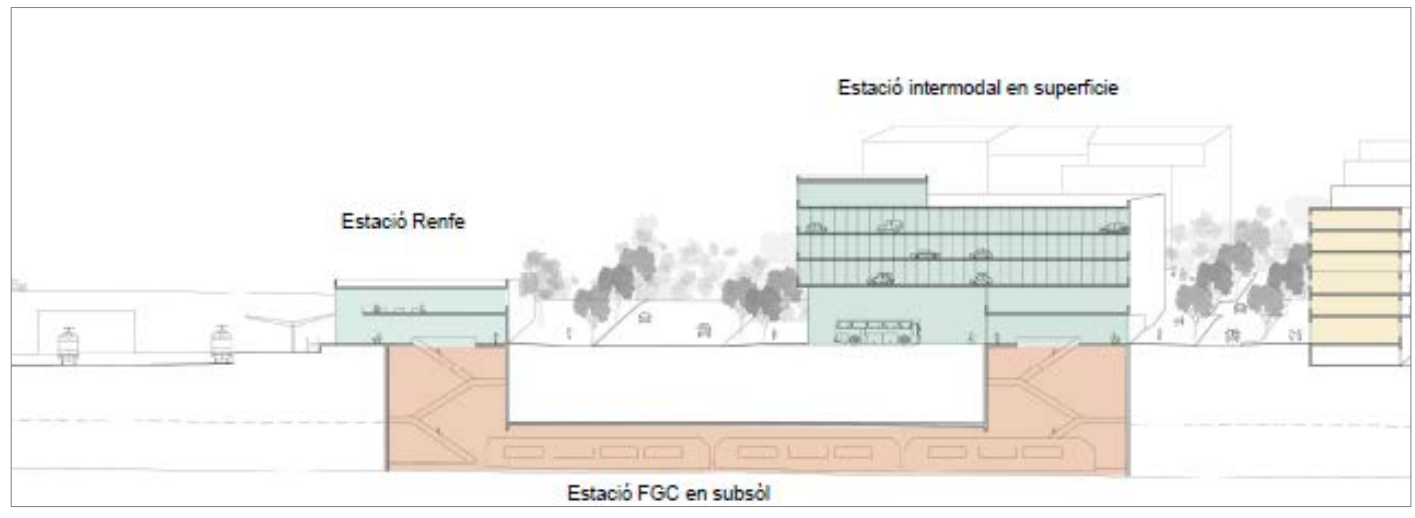 Estació intermodal en superficie
Estació Renfe
Estació FGC en subsòl